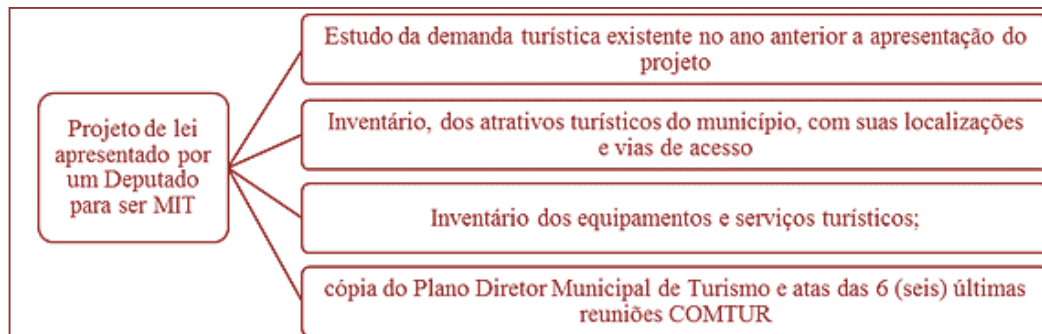 Projeto de lei
apresentado por
um Deputado
para ser MIT
Estudo da demanda turística existente no ano anterior a apresentação do
projeto
Inventário, dos atrativos turísticos do município, com suas localizações
e vias de acesso
Inventário dos equipamentos e serviços turísticos;
cópia do Plano Diretor Municipal de Turismo e atas das 6 (seis) últimas
reuniões COMTUR